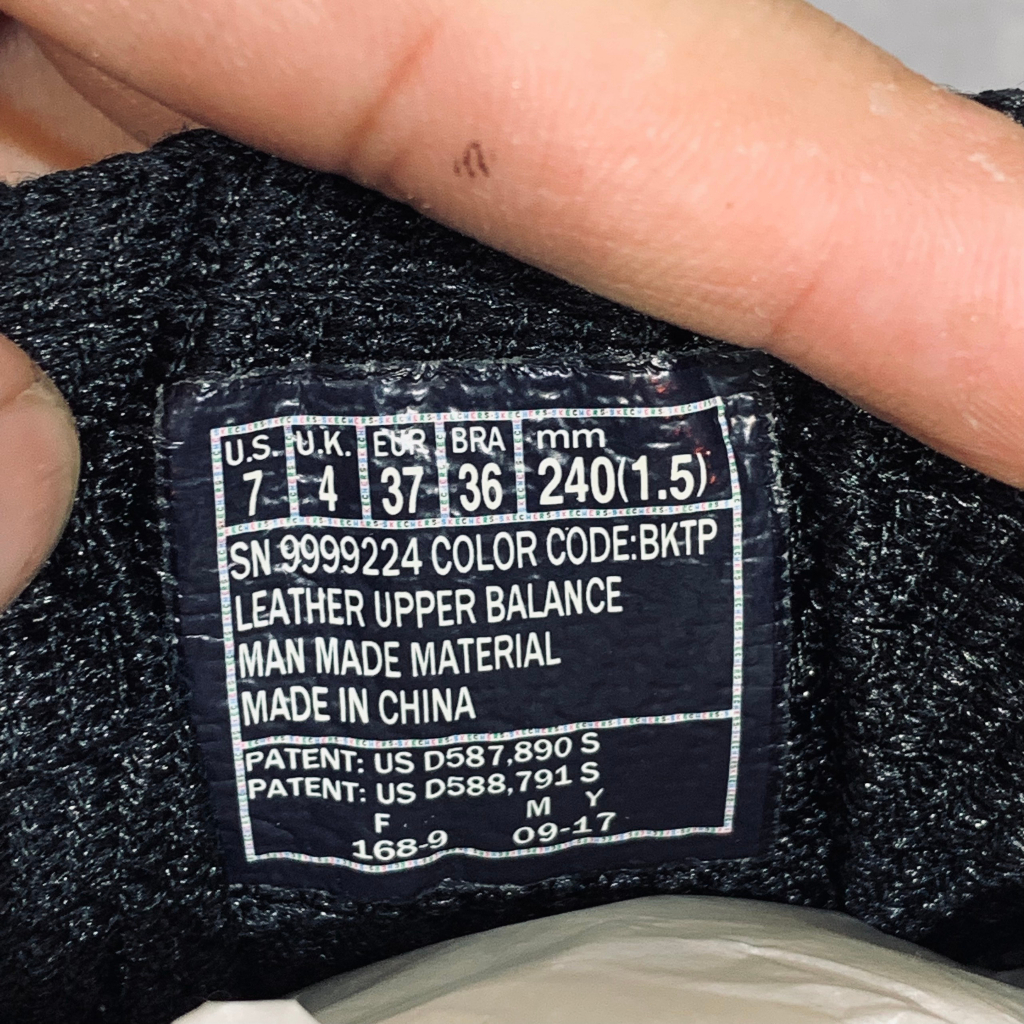 U.S. U.K. EUR BRA mm
7 4 37 36 240(1.5)
SN 9999224 COLOR CODE:BKTP
LEATHER UPPER BALANCE
MAN MADE MATERIAL
MADE IN CHINA
PATENT: US D587,890 S
PATENT: US D588,791 S
F M Y
168-9 09-17